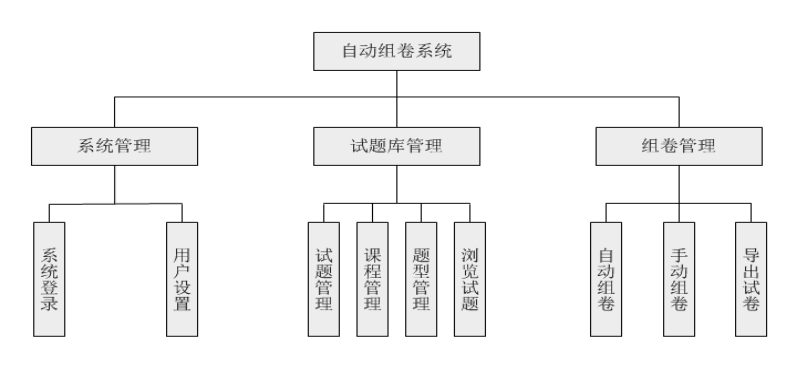 自动组卷系统
系统管理
试题库管理
组卷管理
系统登录
用户设置
试题管理
课程管理
题型管理
浏览试题
自动组卷
手动组卷
导出试卷